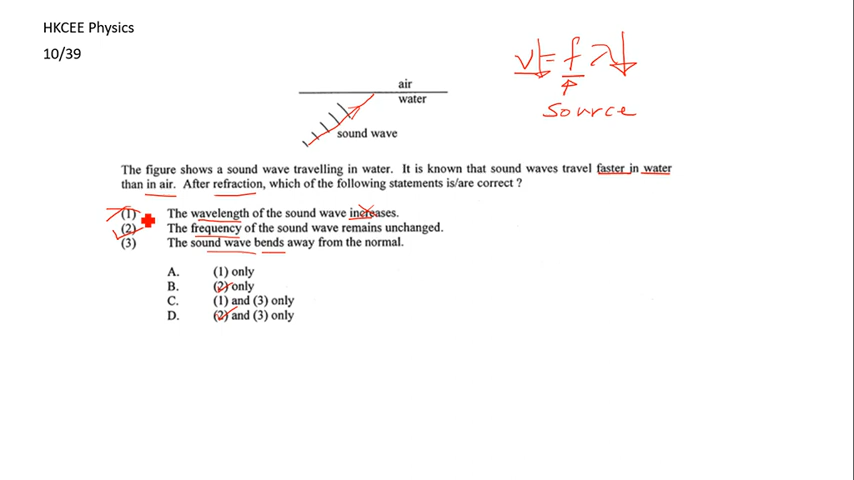 HKCEE Physics
10/39
v = f λ
source
air
water
sound wave
The figure shows a sound wave travelling in water. It is known that sound waves travel faster in water
than in air. After refraction, which of the following statements is/are correct ?
(1) The wavelength of the sound wave increases.
(2) The frequency of the sound wave remains unchanged.
(3) The sound wave bends away from the normal.
A. (1) only
B. (2) only
C. (1) and (3) only
D. (2) and (3) only